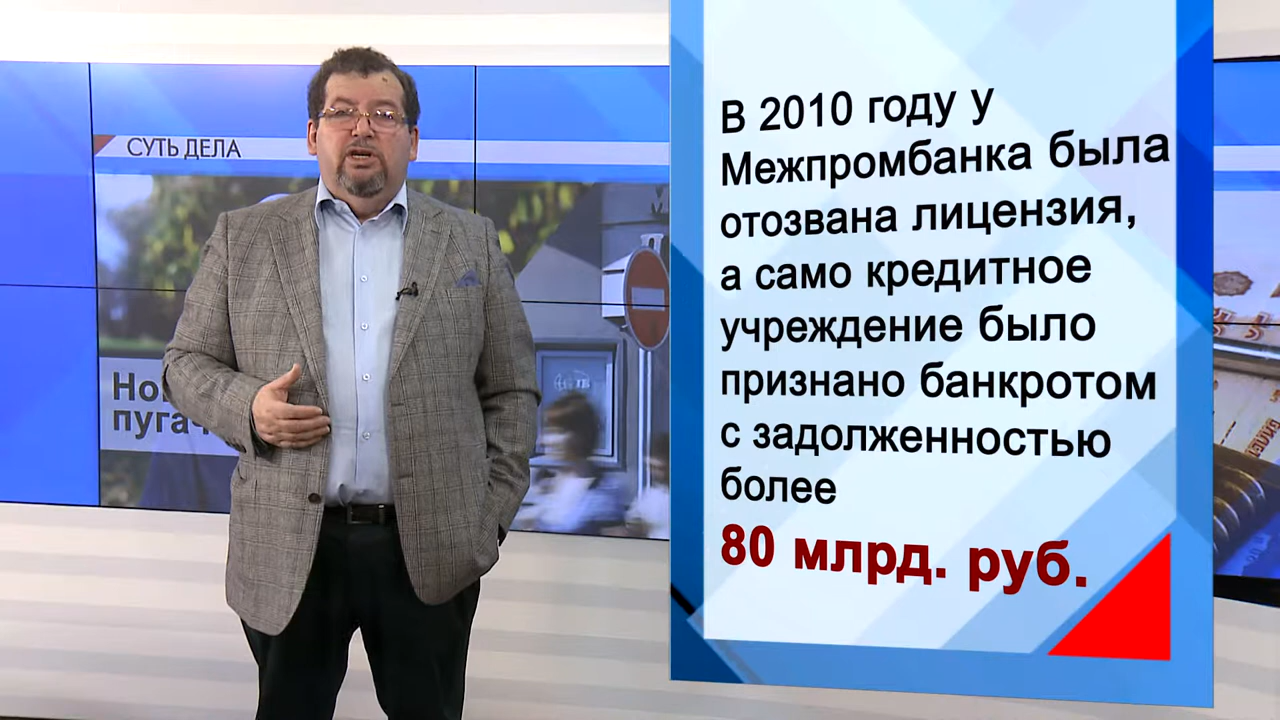 СУТЬ ДЕЛА
В 2010 году у
Межпромбанка была
отозвана лицензия,
а само кредитное
учреждение было
признано банкротом
с задолженностью
более
80 млрд. руб.